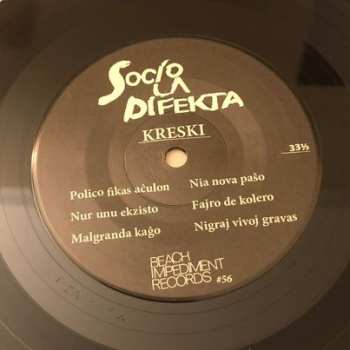 Socío
LA
DIFEKTA
KRESKI
33⅓
Polico fikas aĉulon
Nur unu ekzisto
Malgranda kaĝo
Nia nova paŝo
Fajro de kolero
Nigraj vivoj gravas
BEACH
IMPEDIMENT
RECORDS #56